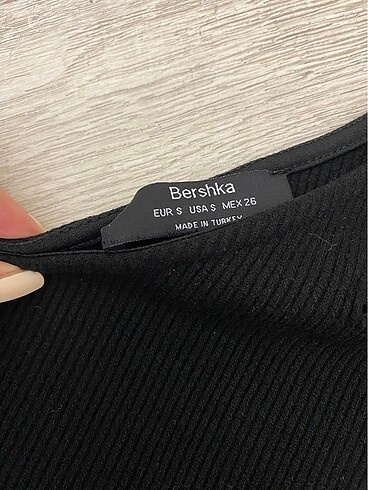 Bershka
EUR S USA S MEX 26
MADE IN TURKEY